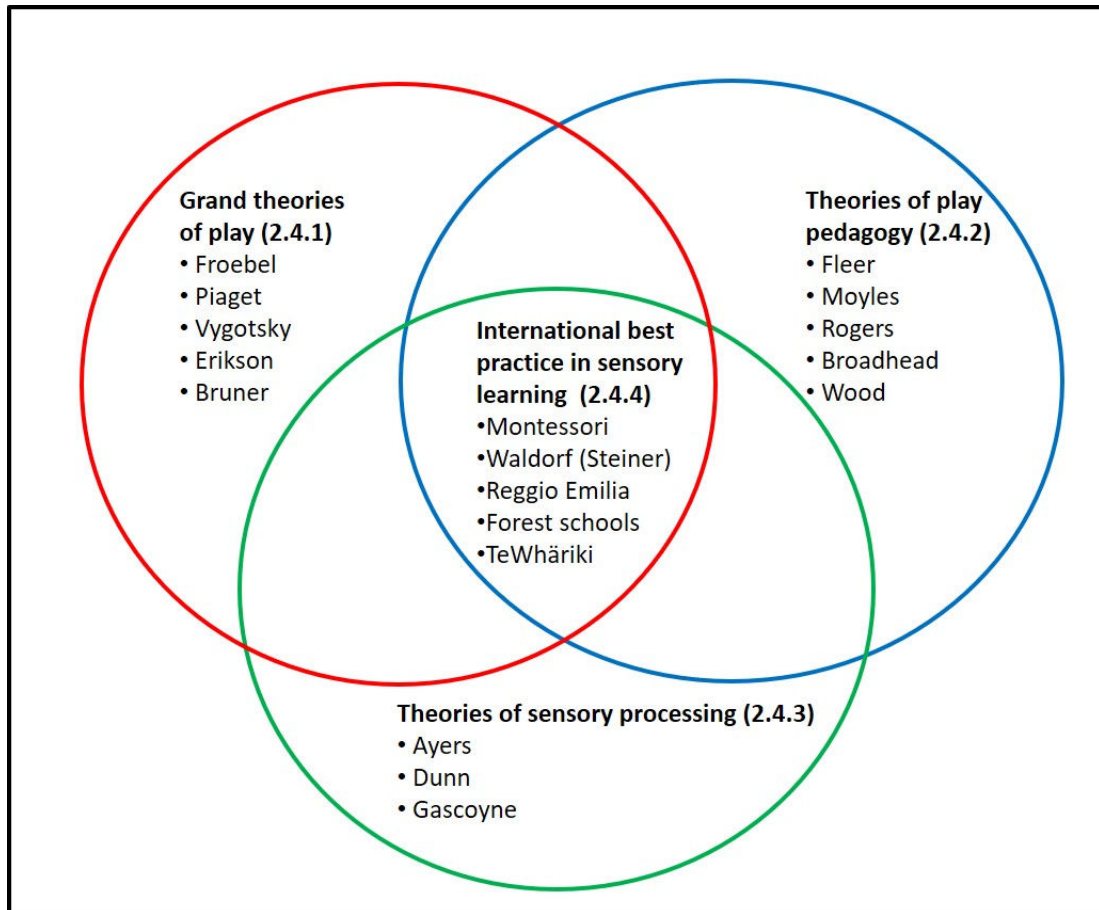 Grand theories
of play (2.4.1)
• Froebel
• Piaget
• Vygotsky
• Erikson
• Bruner
Theories of play
pedagogy (2.4.2)
• Fleer
• Moyles
• Rogers
• Broadhead
• Wood
International best
practice in sensory
learning (2.4.4)
•Montessori
•Waldorf (Steiner)
•Reggio Emilia
•Forest schools
•TeWhäriki
Theories of sensory processing (2.4.3)
• Ayers
• Dunn
• Gascoyne